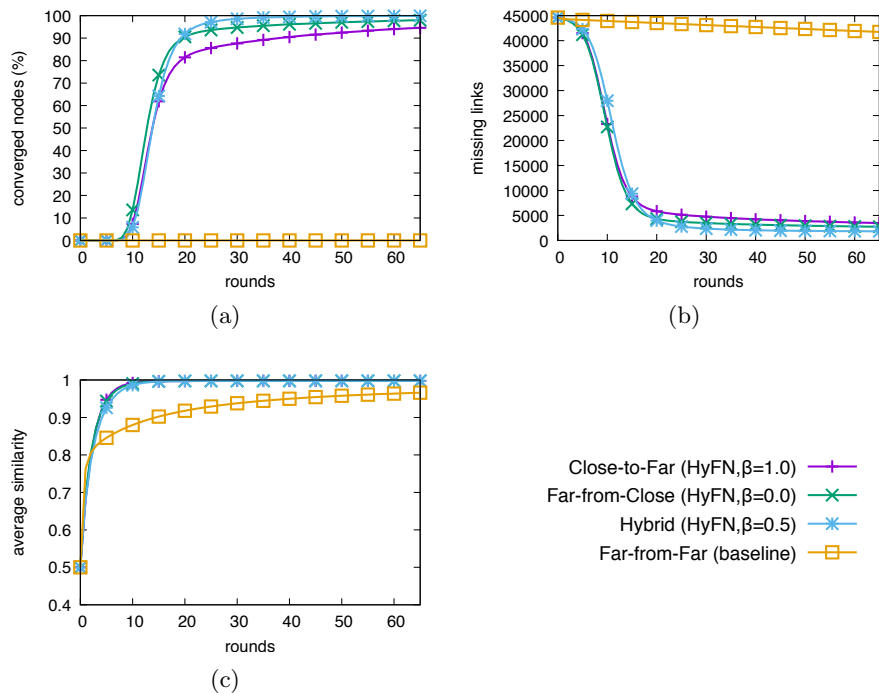 100
90
80
70
60
50
40
30
20
10
0
converged nodes (%)
0 10 20 30 40 50 60
rounds
(a)
45000
40000
35000
30000
25000
20000
15000
10000
5000
0
missing links
0 10 20 30 40 50 60
rounds
(b)
1
0.9
0.8
0.7
0.6
0.5
0.4
average similarity
0 10 20 30 40 50 60
rounds
(c)
Close-to-Far (HyFN,β=1.0)
Far-from-Close (HyFN,β=0.0)
Hybrid (HyFN,β=0.5)
Far-from-Far (baseline)